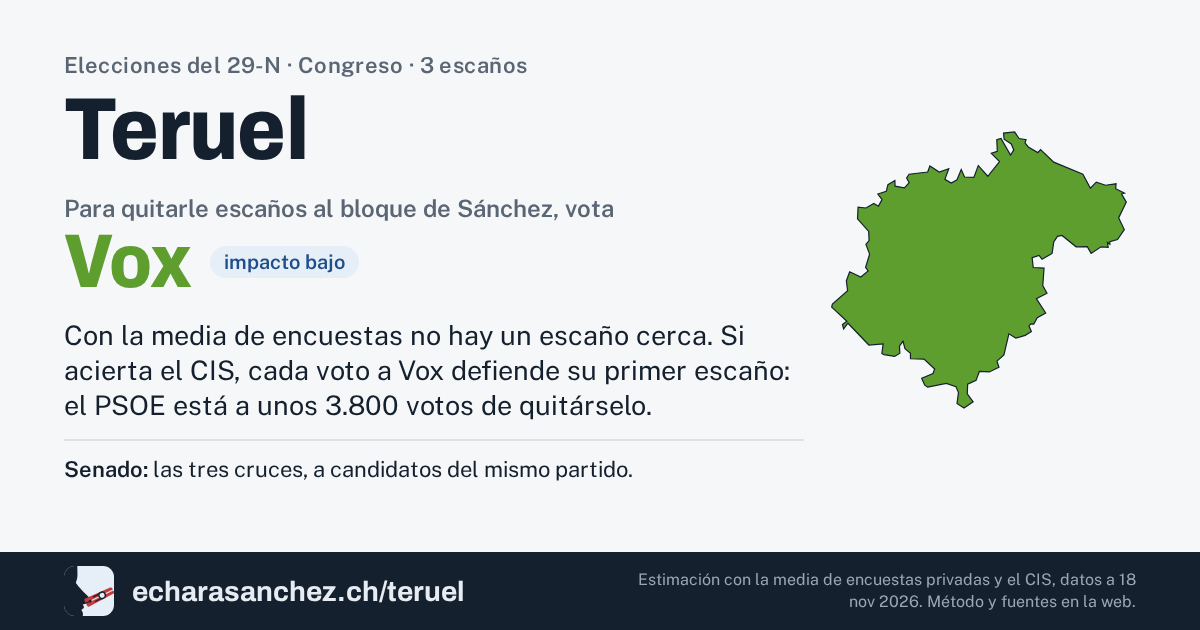 Elecciones del 29-N · Congreso · 3 escaños
Teruel
Para quitarle escaños al bloque de Sánchez, vota
Vox impacto bajo
Con la media de encuestas no hay un escaño cerca. Si
acierta el CIS, cada voto a Vox defiende su primer escaño:
el PSOE está a unos 3.800 votos de quitárselo.
Senado: las tres cruces, a candidatos del mismo partido.
echarasanchez.ch/teruel
Estimación con la media de encuestas privadas y el CIS, datos a 18
nov 2026. Método y fuentes en la web.